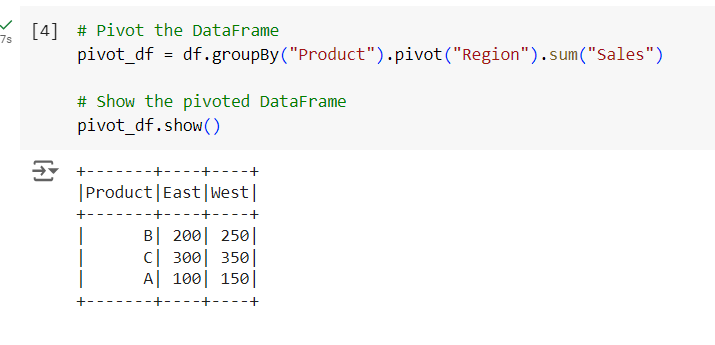 [4] # Pivot the DataFrame
7s
pivot_df = df.groupBy("Product").pivot("Region").sum("Sales")
# Show the pivoted DataFrame
pivot_df.show()
+-------+----+----+
|Product|East|West|
+-------+----+----+
|      B| 200| 250|
|      C| 300| 350|
|      A| 100| 150|
+-------+----+----+